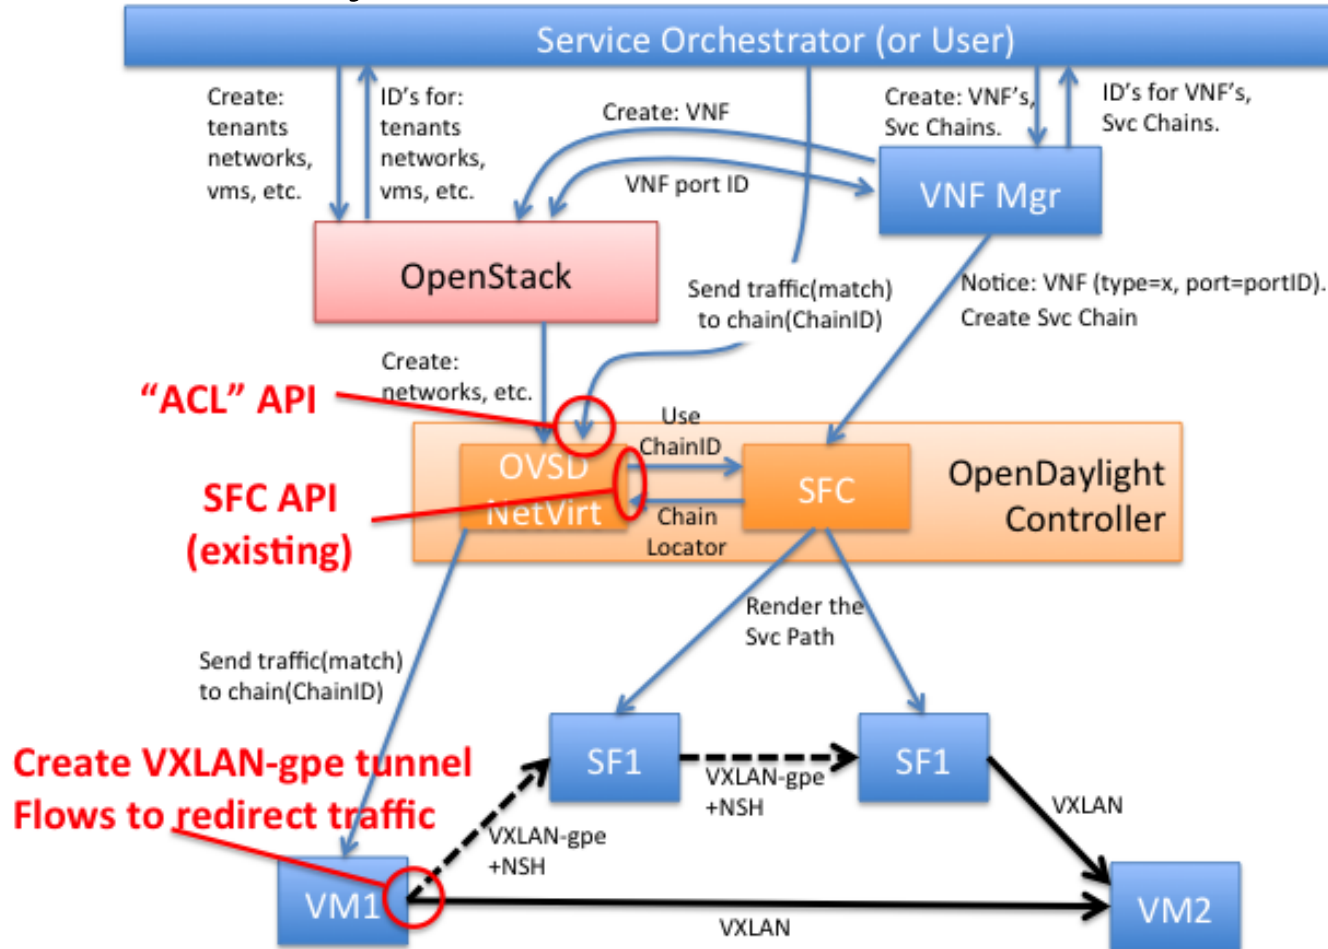 Service Orchestrator (or User)
Create:
tenants
networks,
vms, etc.
ID's for:
tenants
networks,
vms, etc.
Create: VNF
VNF port ID
Create: VNF's,
Svc Chains.
ID's for VNF's,
Svc Chains.
VNF Mgr
OpenStack
Send traffic(match)
to chain(ChainID)
Notice: VNF (type=x, port=portID).
Create Svc Chain
Create:
networks, etc.
“ACL” API
Use
ChainID
OVSD
NetVirt
SFC
OpenDaylight
Controller
SFC API
(existing)
Chain
Locator
Render the
Svc Path
Send traffic(match)
to chain(ChainID)
SF1
SF1
Create VXLAN-gpe tunnel
Flows to redirect traffic
VXLAN-gpe
+NSH
VXLAN-gpe
+NSH
VXLAN
VM1
VXLAN
VM2